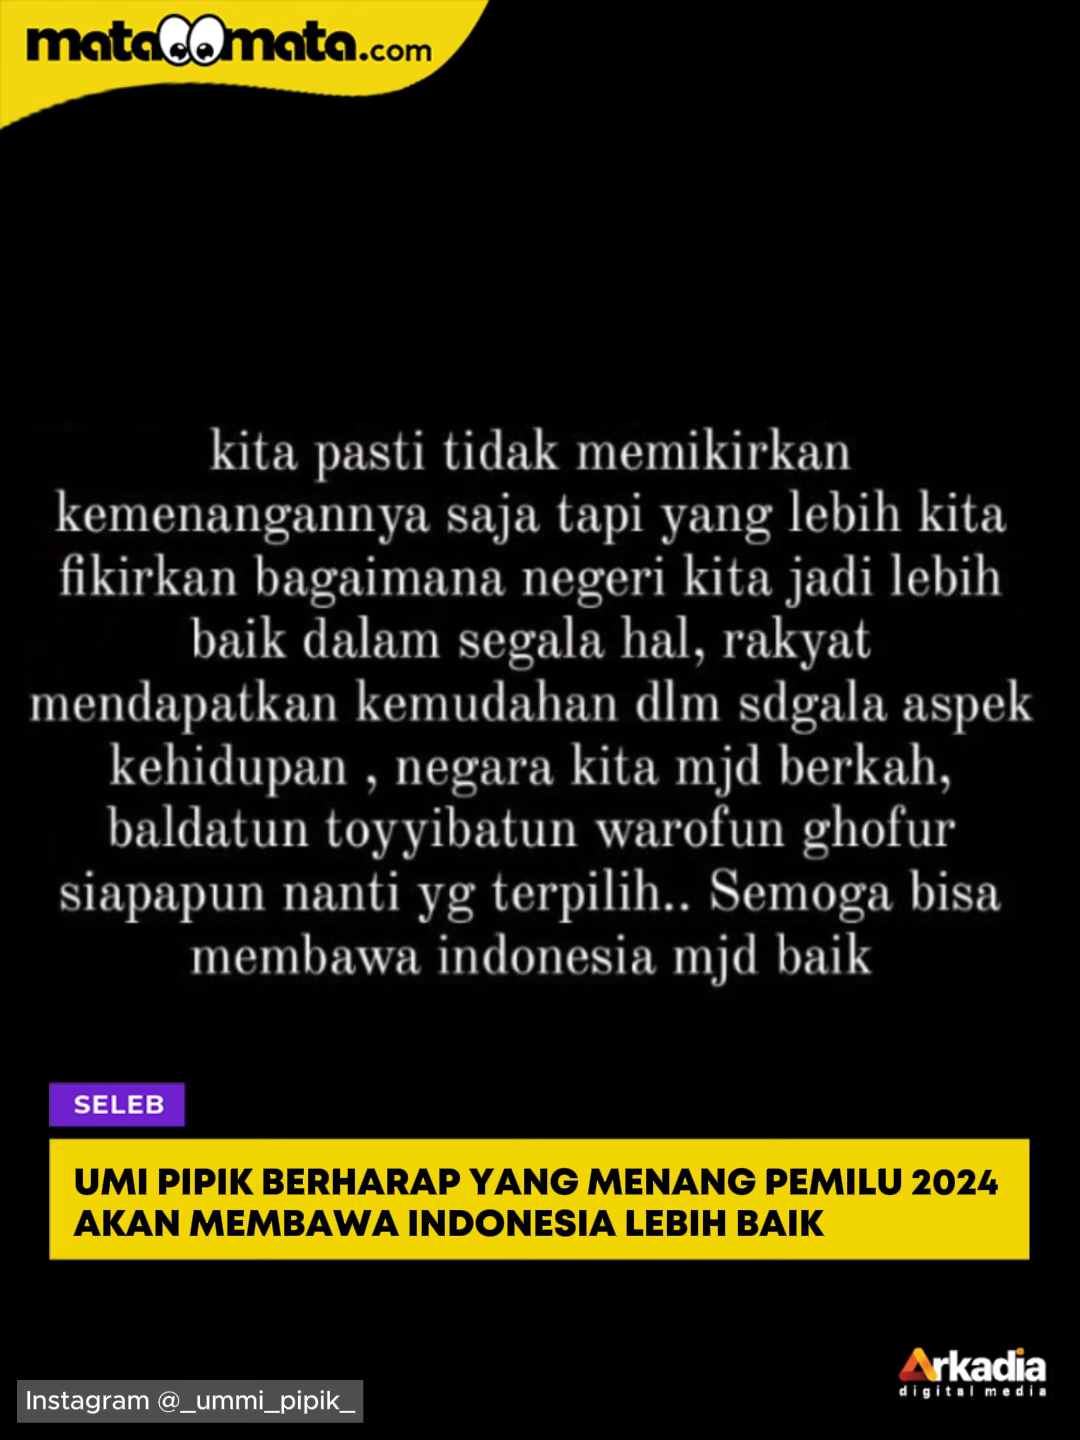 matamata.com
kita pasti tidak memikirkan
kemenangannya saja tapi yang lebih kita
fikirkan bagaimana negeri kita jadi lebih
baik dalam segala hal, rakyat
mendapatkan kemudahan dlm sdgala aspek
kehidupan , negara kita mjd berkah,
baldatun toyyibatun warofun ghofur
siapapun nanti yg terpilih.. Semoga bisa
membawa indonesia mjd baik
SELEB
UMI PIPIK BERHARAP YANG MENANG PEMILU 2024
AKAN MEMBAWA INDONESIA LEBIH BAIK
Arkadia
digital media
Instagram @_ummi_pipik_